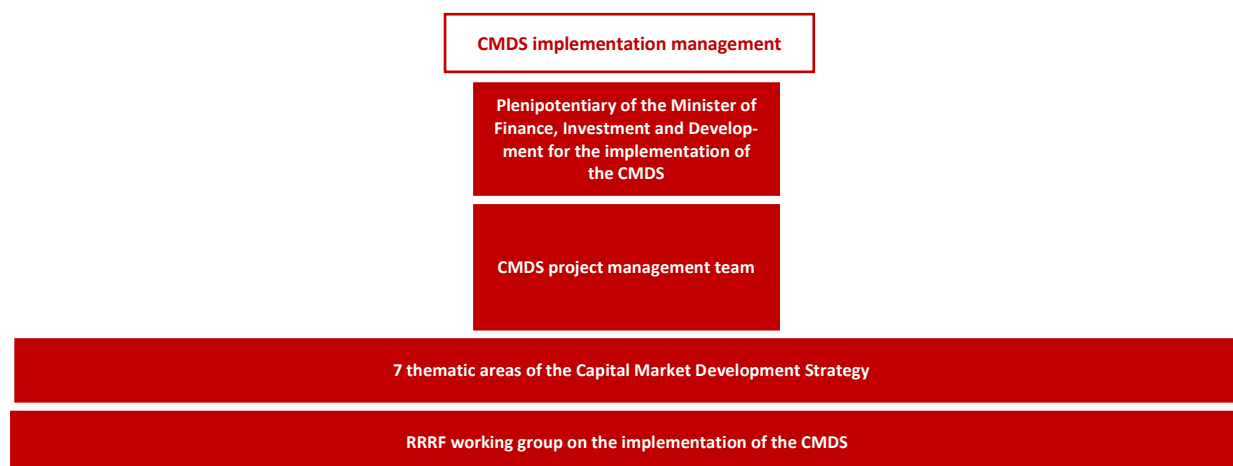 CMDS implementation management
Plenipotentiary of the Minister of
Finance, Investment and Develop-
ment for the implementation of
the CMDS
CMDS project management team
7 thematic areas of the Capital Market Development Strategy
RRRF working group on the implementation of the CMDS